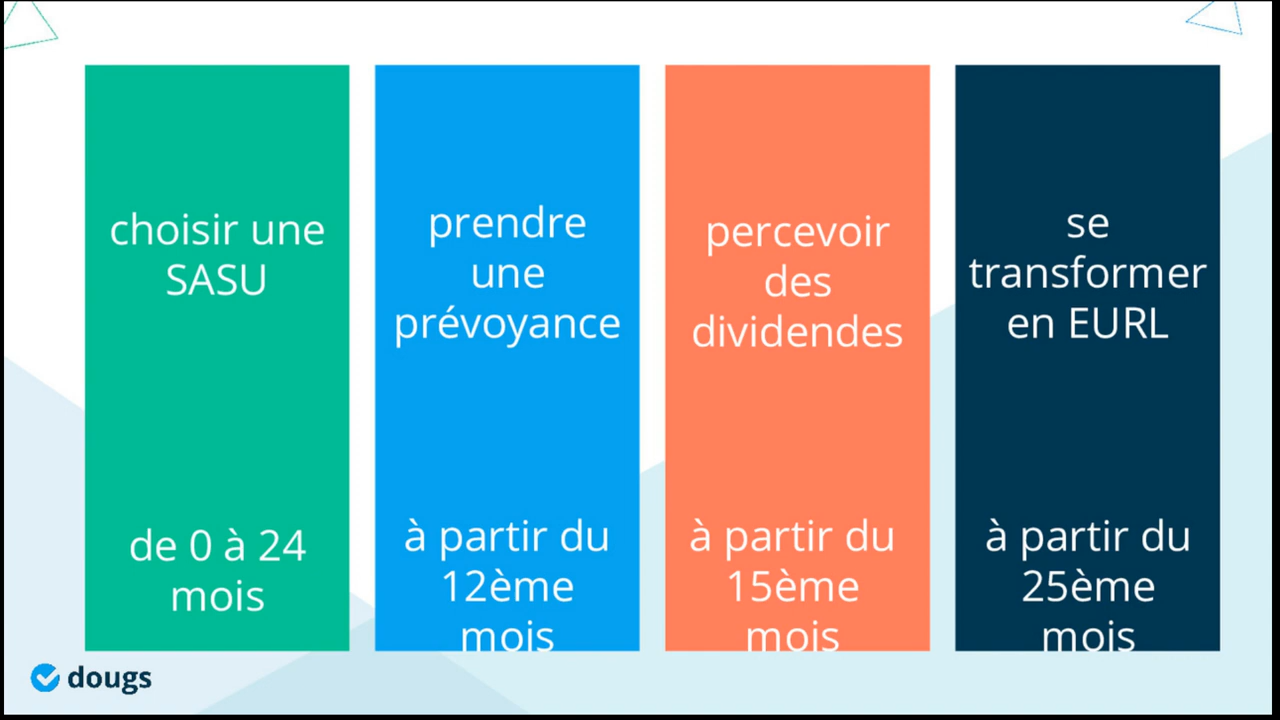 choisir une
SASU
de 0 à 24
mois
prendre
une
prévoyance
à partir du
12ème
mois
percevoir
des
dividendes
à partir du
15ème
mois
se
transformer
en EURL
à partir du
25ème
mois
dougs